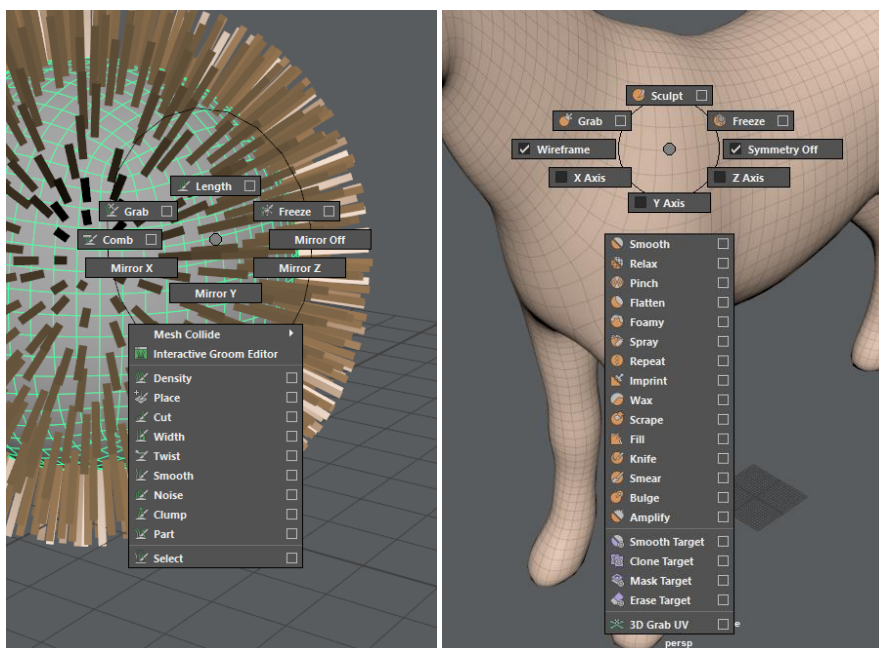 Length
Grab
Freeze
Comb
Mirror Off
Mirror X
Mirror Z
Mirror Y
Mesh Collide
Interactive Groom Editor
Density
Place
Cut
Width
Twist
Smooth
Noise
Clump
Part
Select
Sculpt
Grab
Freeze
Wireframe
Symmetry Off
X Axis
Z Axis
Y Axis
Smooth
Relax
Pinch
Flatten
Foamy
Spray
Repeat
Imprint
Wax
Scrape
Fill
Knife
Smear
Bulge
Amplify
Smooth Target
Clone Target
Mask Target
Erase Target
3D Grab UV
persp